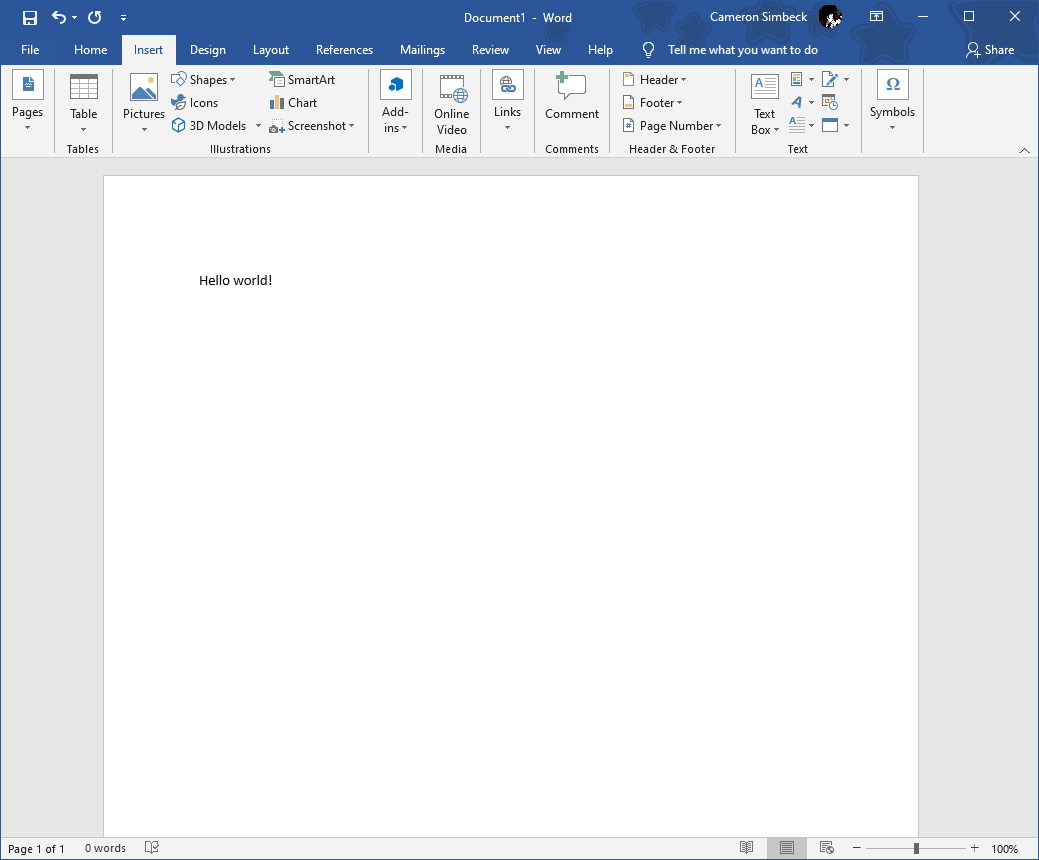 Document1 - Word
Cameron Simbeck
File Home Insert Design Layout References Mailings Review View Help Tell me what you want to do Share
Pages
Table
Tables
Pictures
Shapes
Icons
3D Models
SmartArt
Chart
Screenshot
Illustrations
Add-
ins
Online
Video
Media
Links
Comment
Comments
Header
Footer
Page Number
Header & Footer
Text
Box
Text
Symbols
Hello world!
Page 1 of 1 0 words 100%